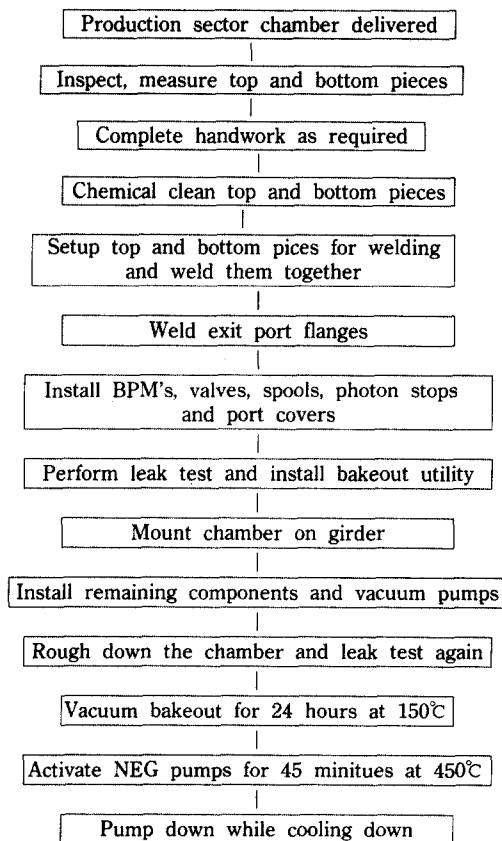 Production sector chamber delivered
Inspect, measure top and bottom pieces
Complete handwork as required
Chemical clean top and bottom pieces
Setup top and bottom pices for welding
and weld them together
Weld exit port flanges
Install BPM's, valves, spools, photon stops
and port covers
Perform leak test and install bakeout utility
Mount chamber on girder
Install remaining components and vacuum pumps
Rough down the chamber and leak test again
Vacuum bakeout for 24 hours at 150℃
Activate NEG pumps for 45 minitues at 450℃
Pump down while cooling down